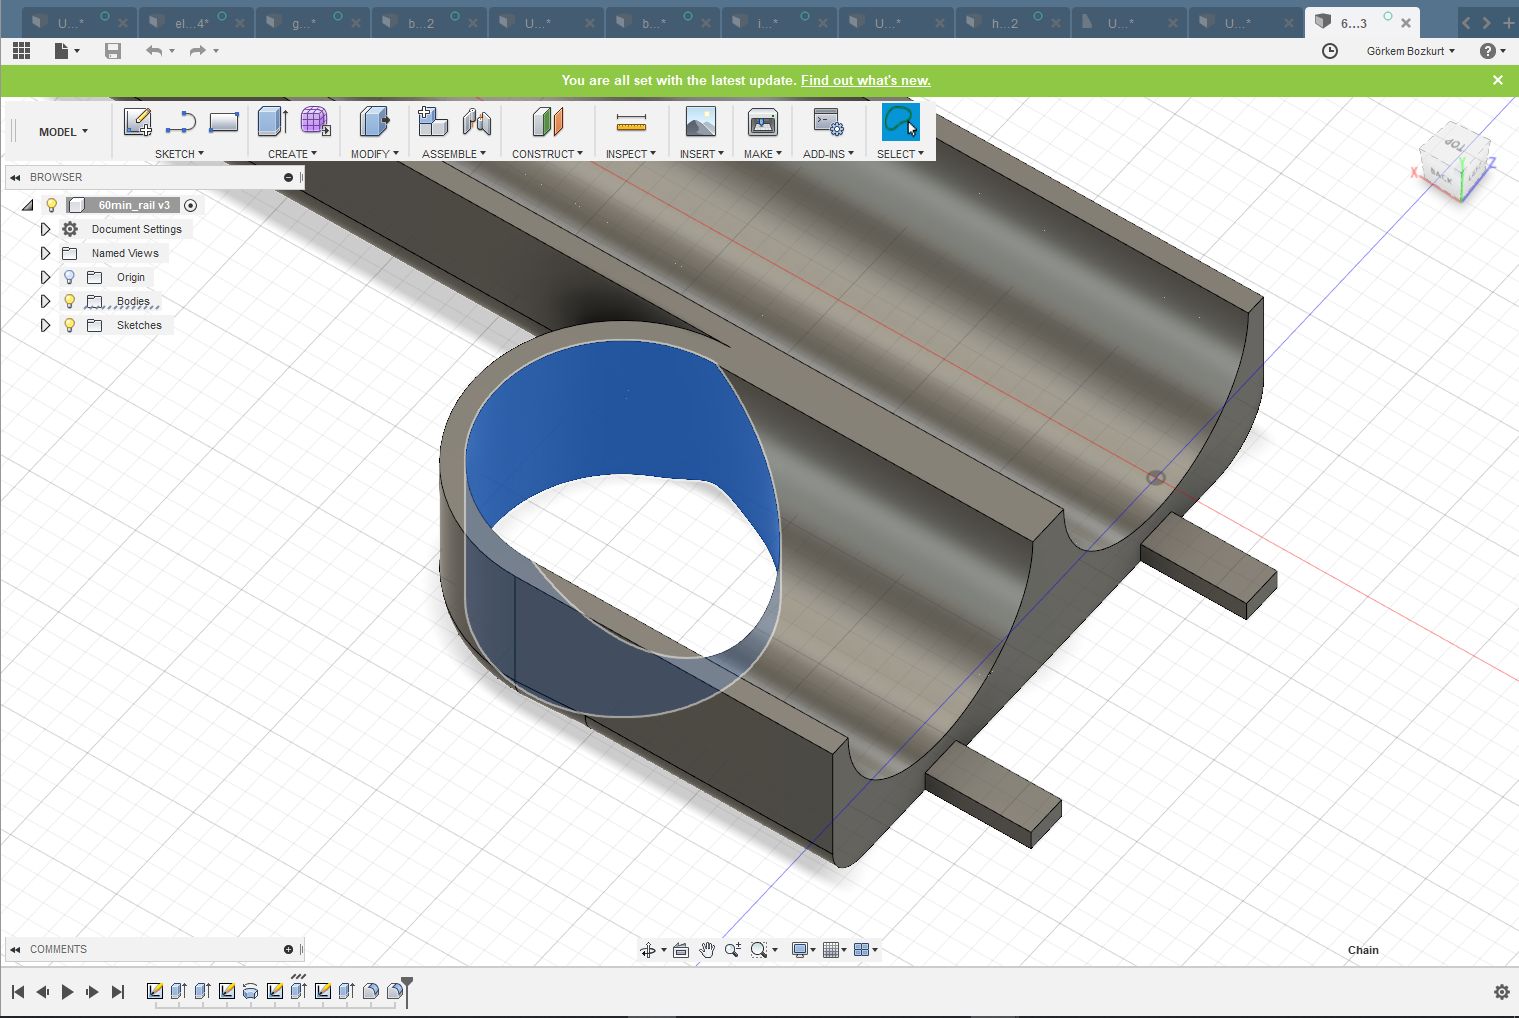 U...*
el...4*
g...*
b...2
U...*
b...*
i...*
U...*
h...2
U...*
U...*
6...3
Görkem Bozkurt
You are all set with the latest update. Find out what's new.
MODEL
SKETCH
CREATE
MODIFY
ASSEMBLE
CONSTRUCT
INSPECT
INSERT
MAKE
ADD-INS
SELECT
BROWSER
60min_rail v3
Document Settings
Named Views
Origin
Bodies
Sketches
TOP
BACK
X
Y
Z
COMMENTS
Chain